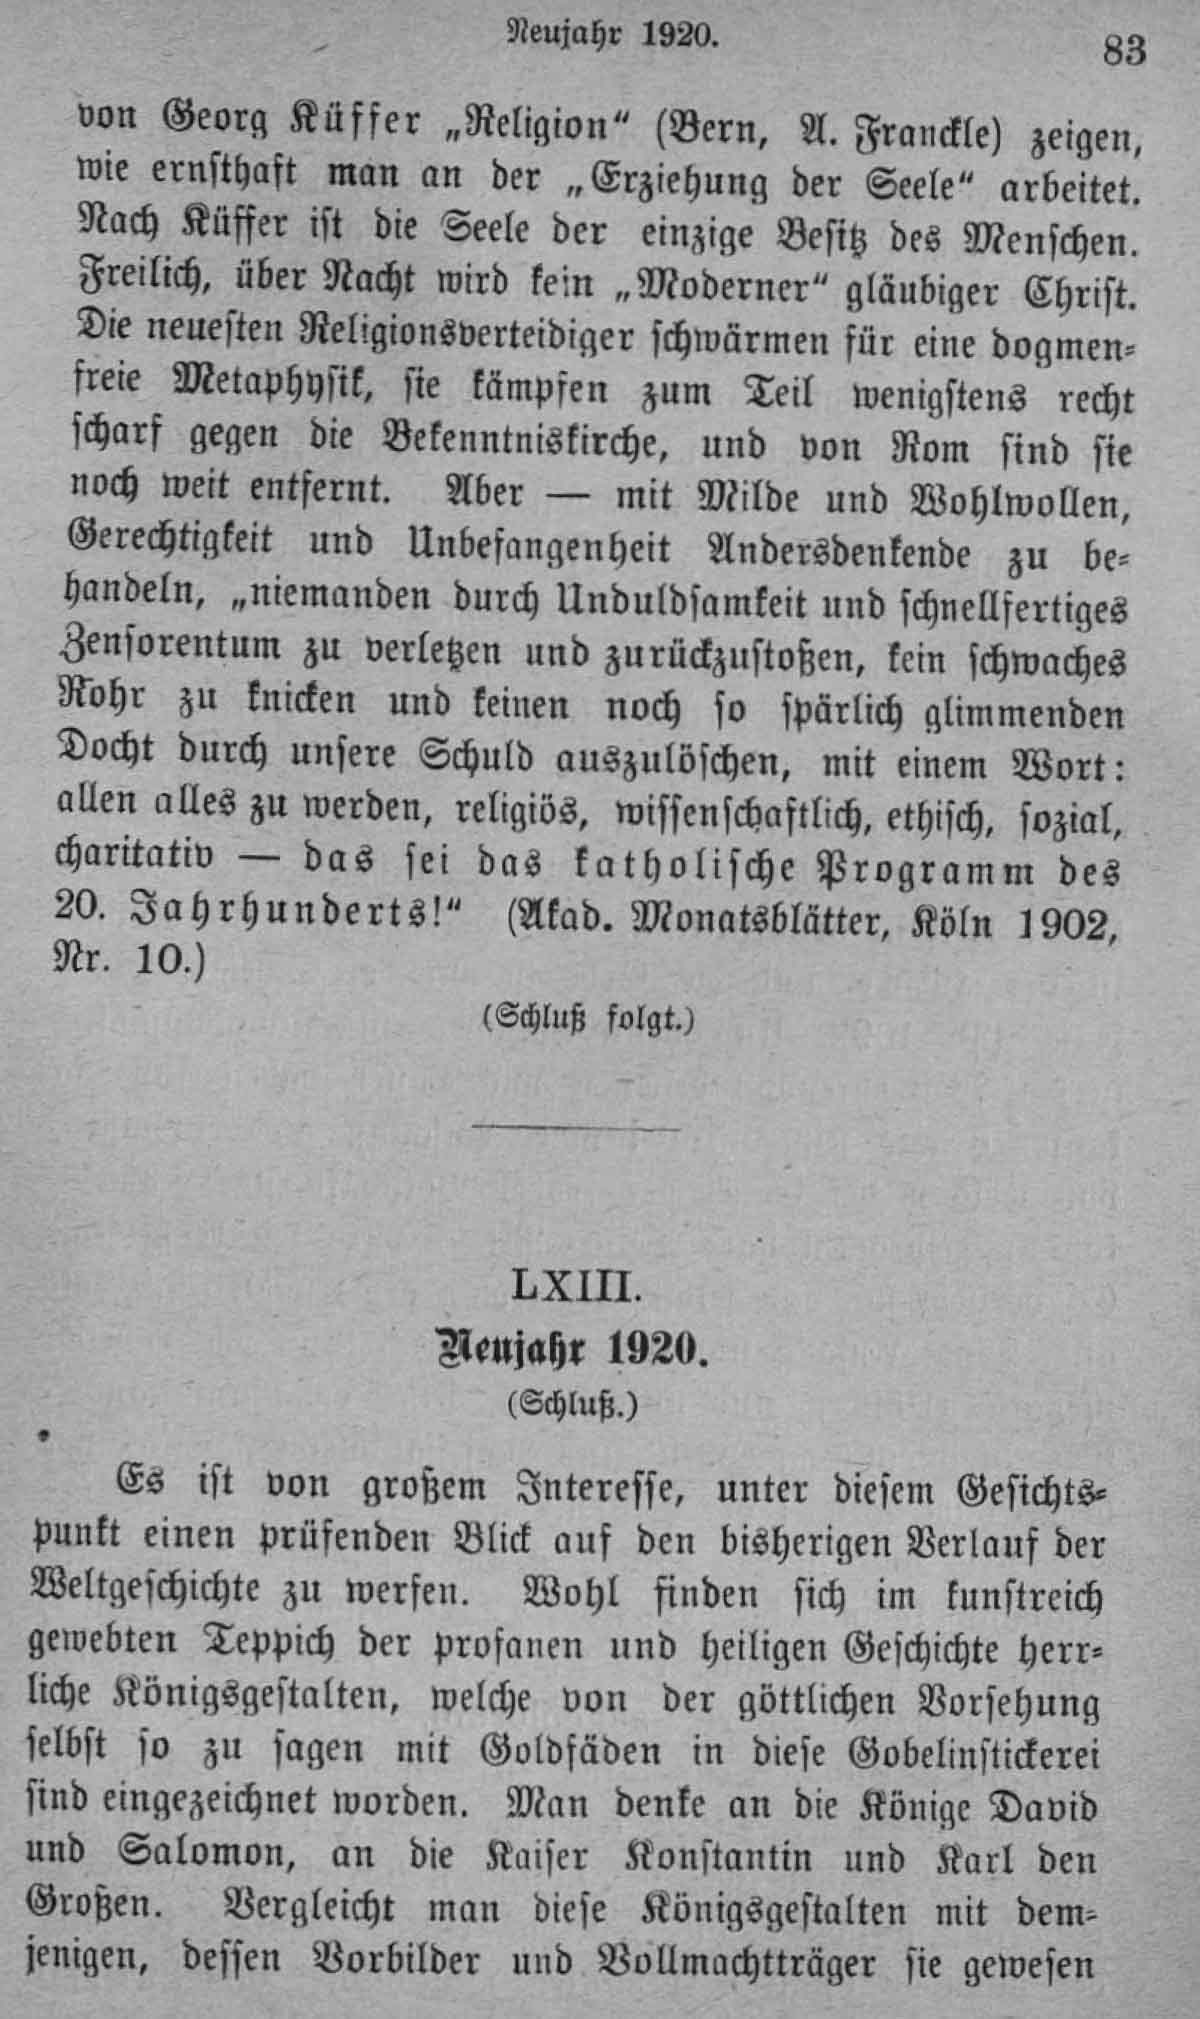 Neujahr 1920.
83
von Georg Küffer „Religion“ (Bern, A. Franckle) zeigen,
wie ernsthaft man an der „Erziehung der Seele“ arbeitet.
Nach Küffer ist die Seele der einzige Besitz des Menschen.
Freilich, über Nacht wird kein „Moderner“ gläubiger Christ.
Die neuesten Religionsverteidiger schwärmen für eine dogmen-
freie Metaphysik, sie kämpfen zum Teil wenigstens recht
scharf gegen die Bekenntniskirche, und von Rom sind sie
noch weit entfernt. Aber — mit Milde und Wohlwollen,
Gerechtigkeit und Unbefangenheit Andersdenkende zu be-
handeln, „niemanden durch Unduldsamkeit und schnellfertiges
Zensorentum zu verletzen und zurückzustoßen, kein schwaches
Rohr zu knicken und keinen noch so spärlich glimmenden
Docht durch unsere Schuld auszulöschen, mit einem Wort:
allen alles zu werden, religiös, wissenschaftlich, ethisch, sozial,
charitativ — das sei das katholische Programm des
20. Jahrhunderts!“ (Akad. Monatsblätter, Köln 1902,
Nr. 10.)
(Schluß folgt.)
LXIII.
Neujahr 1920.
(Schluß.)
Es ist von großem Interesse, unter diesem Gesichts-
punkt einen prüfenden Blick auf den bisherigen Verlauf der
Weltgeschichte zu werfen. Wohl finden sich im kunstreich
gewebten Teppich der profanen und heiligen Geschichte herr-
liche Königsgestalten, welche von der göttlichen Vorsehung
selbst so zu sagen mit Goldfäden in diese Gobelinstickerei
sind eingezeichnet worden. Man denke an die Könige David
und Salomon, an die Kaiser Konstantin und Karl den
Großen. Vergleicht man diese Königsgestalten mit dem-
jenigen, dessen Vorbilder und Vollmachtträger sie gewesen